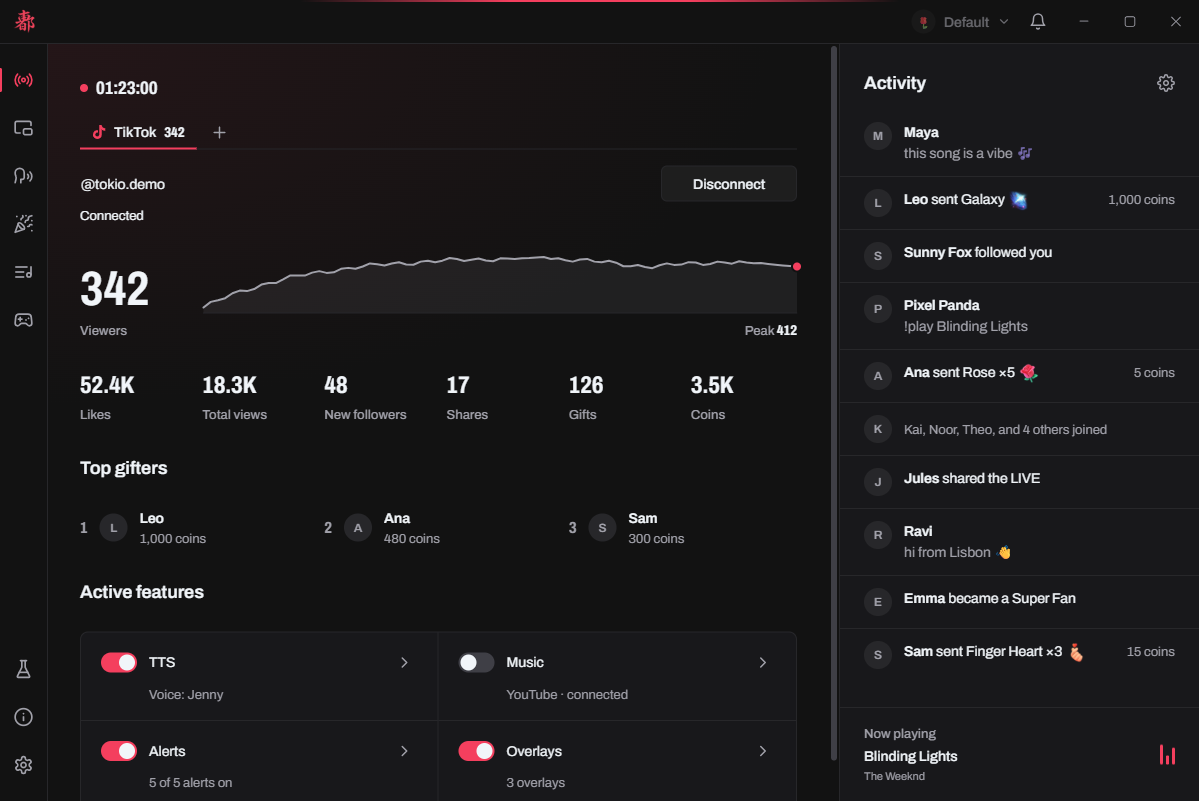 都
Default
01:23:00
TikTok 342
@tokio.demo
Disconnect
Connected
342
Viewers
Peak 412
52.4K
Likes
18.3K
Total views
48
New followers
17
Shares
126
Gifts
3.5K
Coins
Top gifters
1 L Leo
1,000 coins
2 A Ana
480 coins
3 S Sam
300 coins
Active features
TTS
Voice: Jenny
Music
YouTube · connected
Alerts
5 of 5 alerts on
Overlays
3 overlays
Activity
M Maya
this song is a vibe 🎶
L Leo sent Galaxy 1,000 coins
S Sunny Fox followed you
P Pixel Panda
!play Blinding Lights
A Ana sent Rose ×5 🌹 5 coins
K Kai, Noor, Theo, and 4 others joined
J Jules shared the LIVE
R Ravi
hi from Lisbon 👋
E Emma became a Super Fan
S Sam sent Finger Heart ×3 15 coins
Now playing
Blinding Lights
The Weeknd